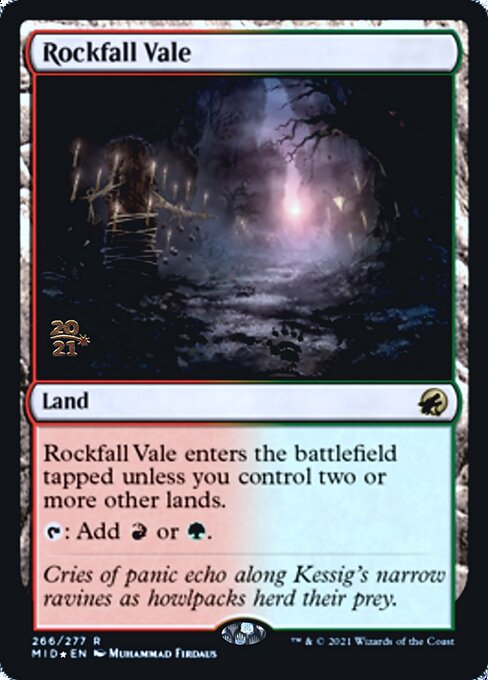 Rockfall Vale
20
21
Land
Rockfall Vale enters the battlefield
tapped unless you control two or
more other lands.
: Add or .
Cries of panic echo along Kessig's narrow
ravines as howlpacks herd their prey.
266/277 R
MID★EN Muhammad Firdaus
™ & © 2021 Wizards of the Coast